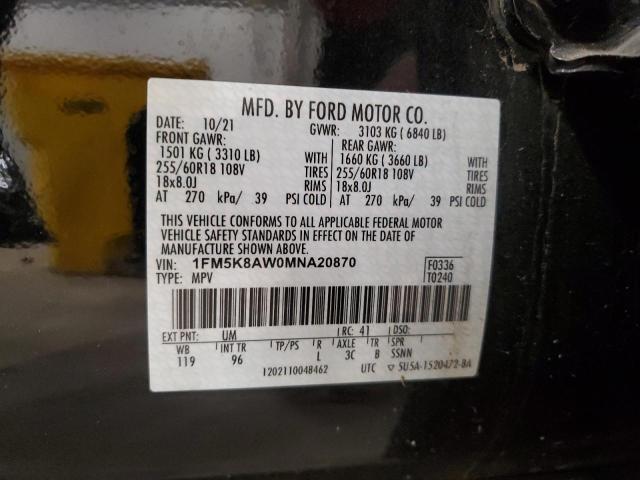 MFD. BY FORD MOTOR CO.
DATE: 10/21 GVWR: 3103 KG ( 6840 LB)
FRONT GAWR: REAR GAWR:
1501 KG ( 3310 LB) WITH 1660 KG ( 3660 LB) WITH
255/60R18 108V TIRES 255/60R18 108V TIRES
18x8.0J RIMS 18x8.0J RIMS
AT 270 kPa/ 39 PSI COLD AT 270 kPa/ 39 PSI COLD
THIS VEHICLE CONFORMS TO ALL APPLICABLE FEDERAL MOTOR
VEHICLE SAFETY STANDARDS IN EFFECT ON THE DATE OF
MANUFACTURE SHOWN ABOVE.
VIN: 1FM5K8AW0MNA20870 F0336
TYPE: MPV T0240
EXT PNT: UM RC: 41 DSO:
WB INT TR TP/PS R AXLE TR SPR
119 96 L 3C B SSNN
1202110048462 UTC 5U5A-1520472-BA